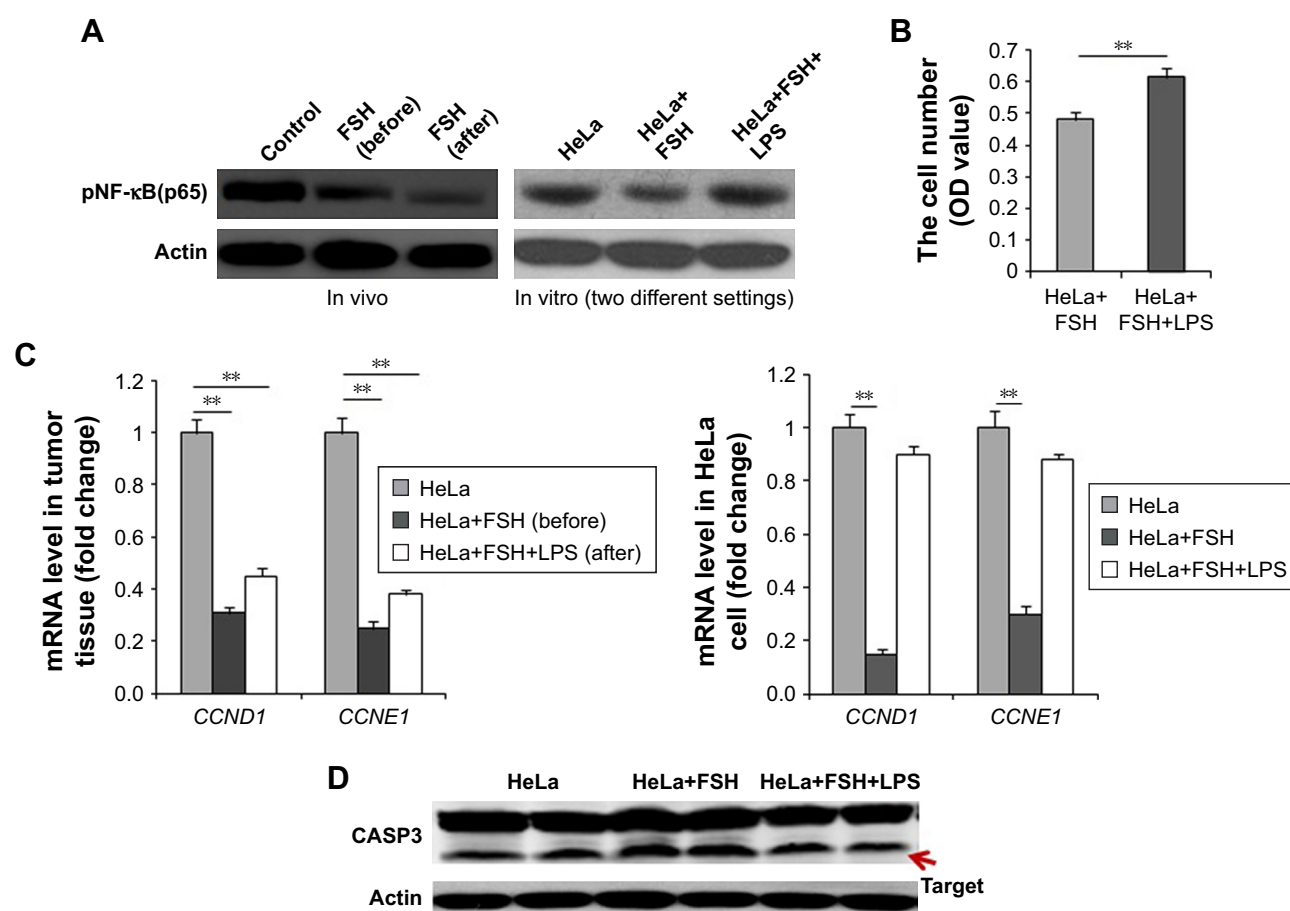 A
Control
FSH
(before)
FSH
(after)
HeLa
HeLa+
FSH
HeLa+FSH+
LPS
pNF-κB(p65)
Actin
In vivo
In vitro (two different settings)
B
The cell number
(OD value)
0.7
0.6
0.5
0.4
0.3
0.2
0.1
0
**
HeLa+
FSH
HeLa+
FSH+LPS
C
mRNA level in tumor
tissue (fold change)
1.2
1
0.8
0.6
0.4
0.2
0.0
**
**
**
**
HeLa
HeLa+FSH (before)
HeLa+FSH+LPS (after)
CCND1
CCNE1
mRNA level in HeLa
cell (fold change)
1.2
1
0.8
0.6
0.4
0.2
0.0
**
**
HeLa
HeLa+FSH
HeLa+FSH+LPS
CCND1
CCNE1
D
HeLa
HeLa+FSH
HeLa+FSH+LPS
CASP3
Target
Actin